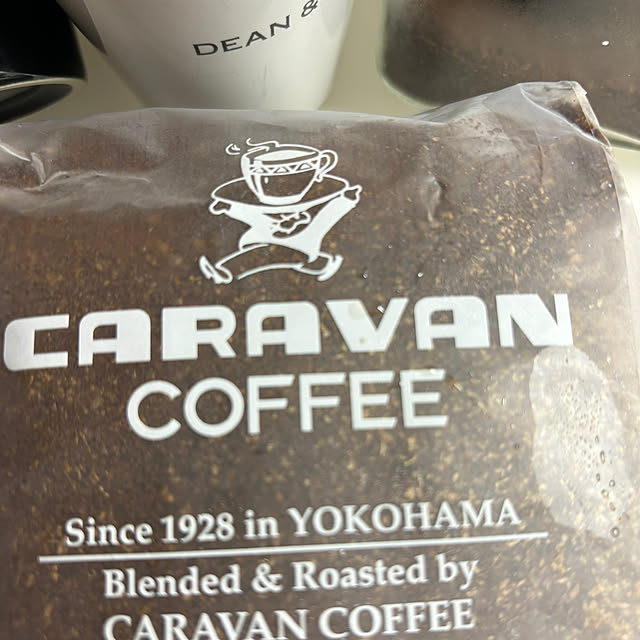 DEAN &
CARAVAN
COFFEE
Since 1928 in YOKOHAMA
Blended & Roasted by
CARAVAN COFFEE